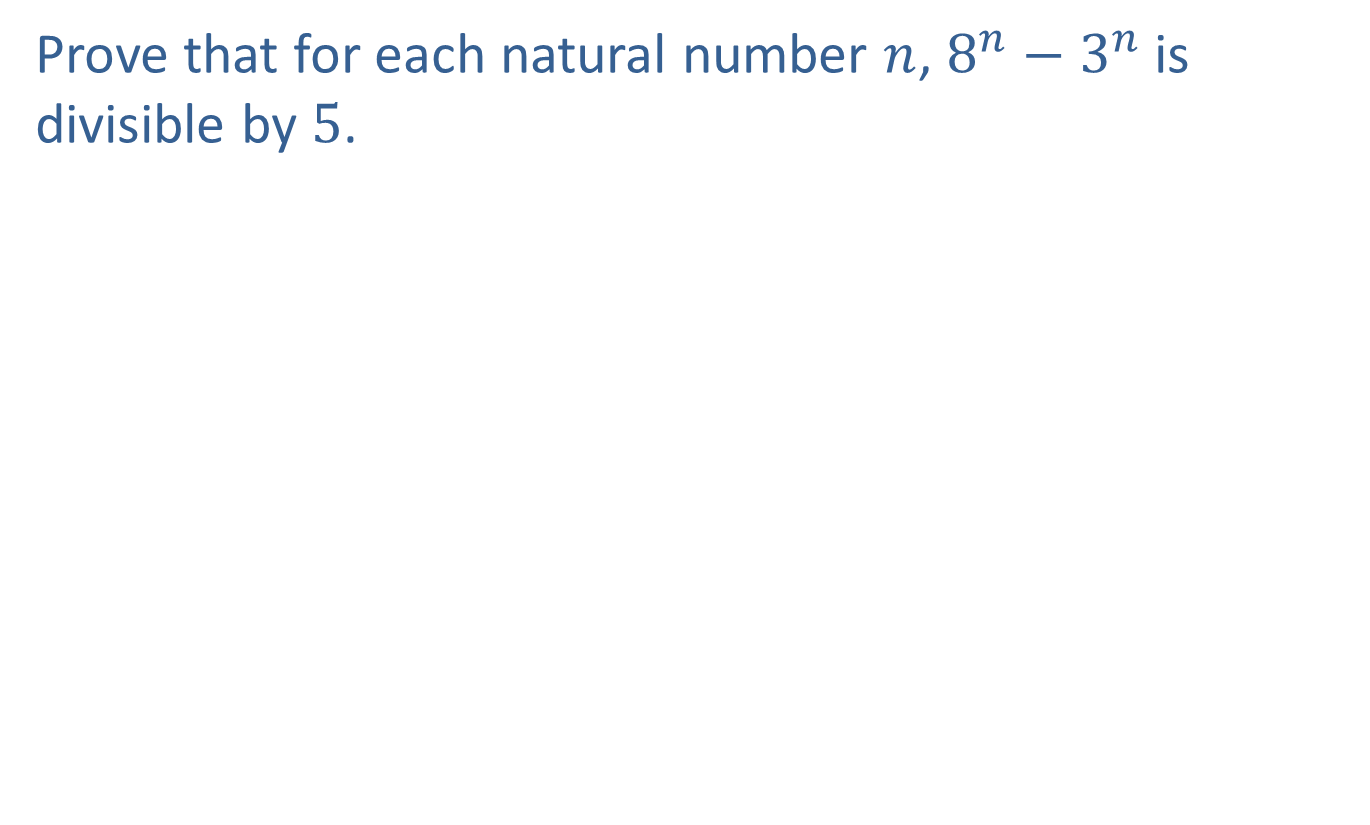 Prove that for each natural number 𝑛, 8ⁿ − 3ⁿ is
divisible by 5.